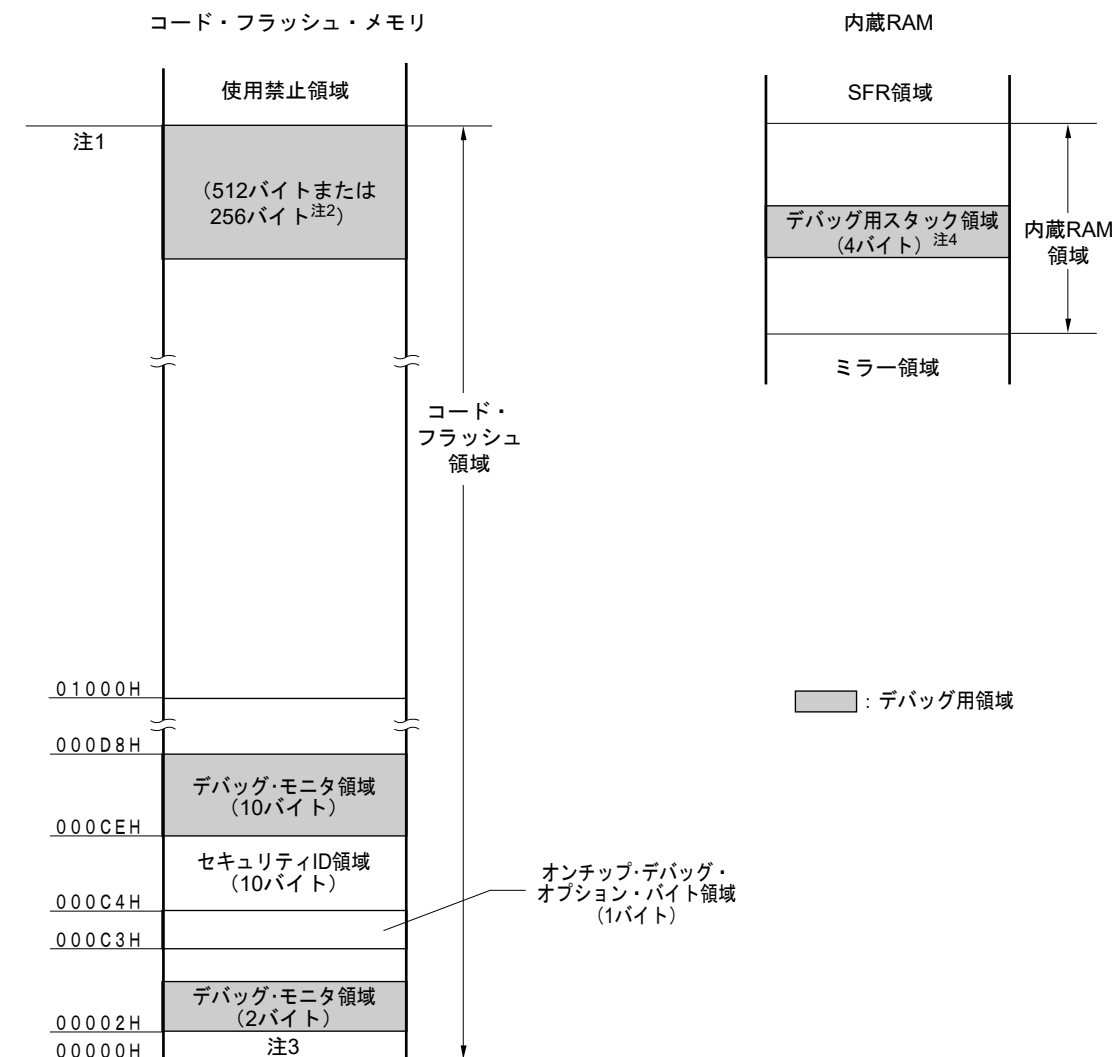 コード・フラッシュ・メモリ
使用禁止領域
注1
（512バイトまたは
256バイト注2）
コード・
フラッシュ
領域
01000H
000D8H
デバッグ･モニタ領域
（10バイト）
000CEH
セキュリティID領域
（10バイト）
000C4H
オンチップ･デバッグ・
オプション・バイト領域
（1バイト）
000C3H
デバッグ･モニタ領域
（2バイト）
00002H
注3
00000H
内蔵RAM
SFR領域
デバッグ用スタック領域
（4バイト）注4
内蔵RAM
領域
ミラー領域
：デバッグ用領域